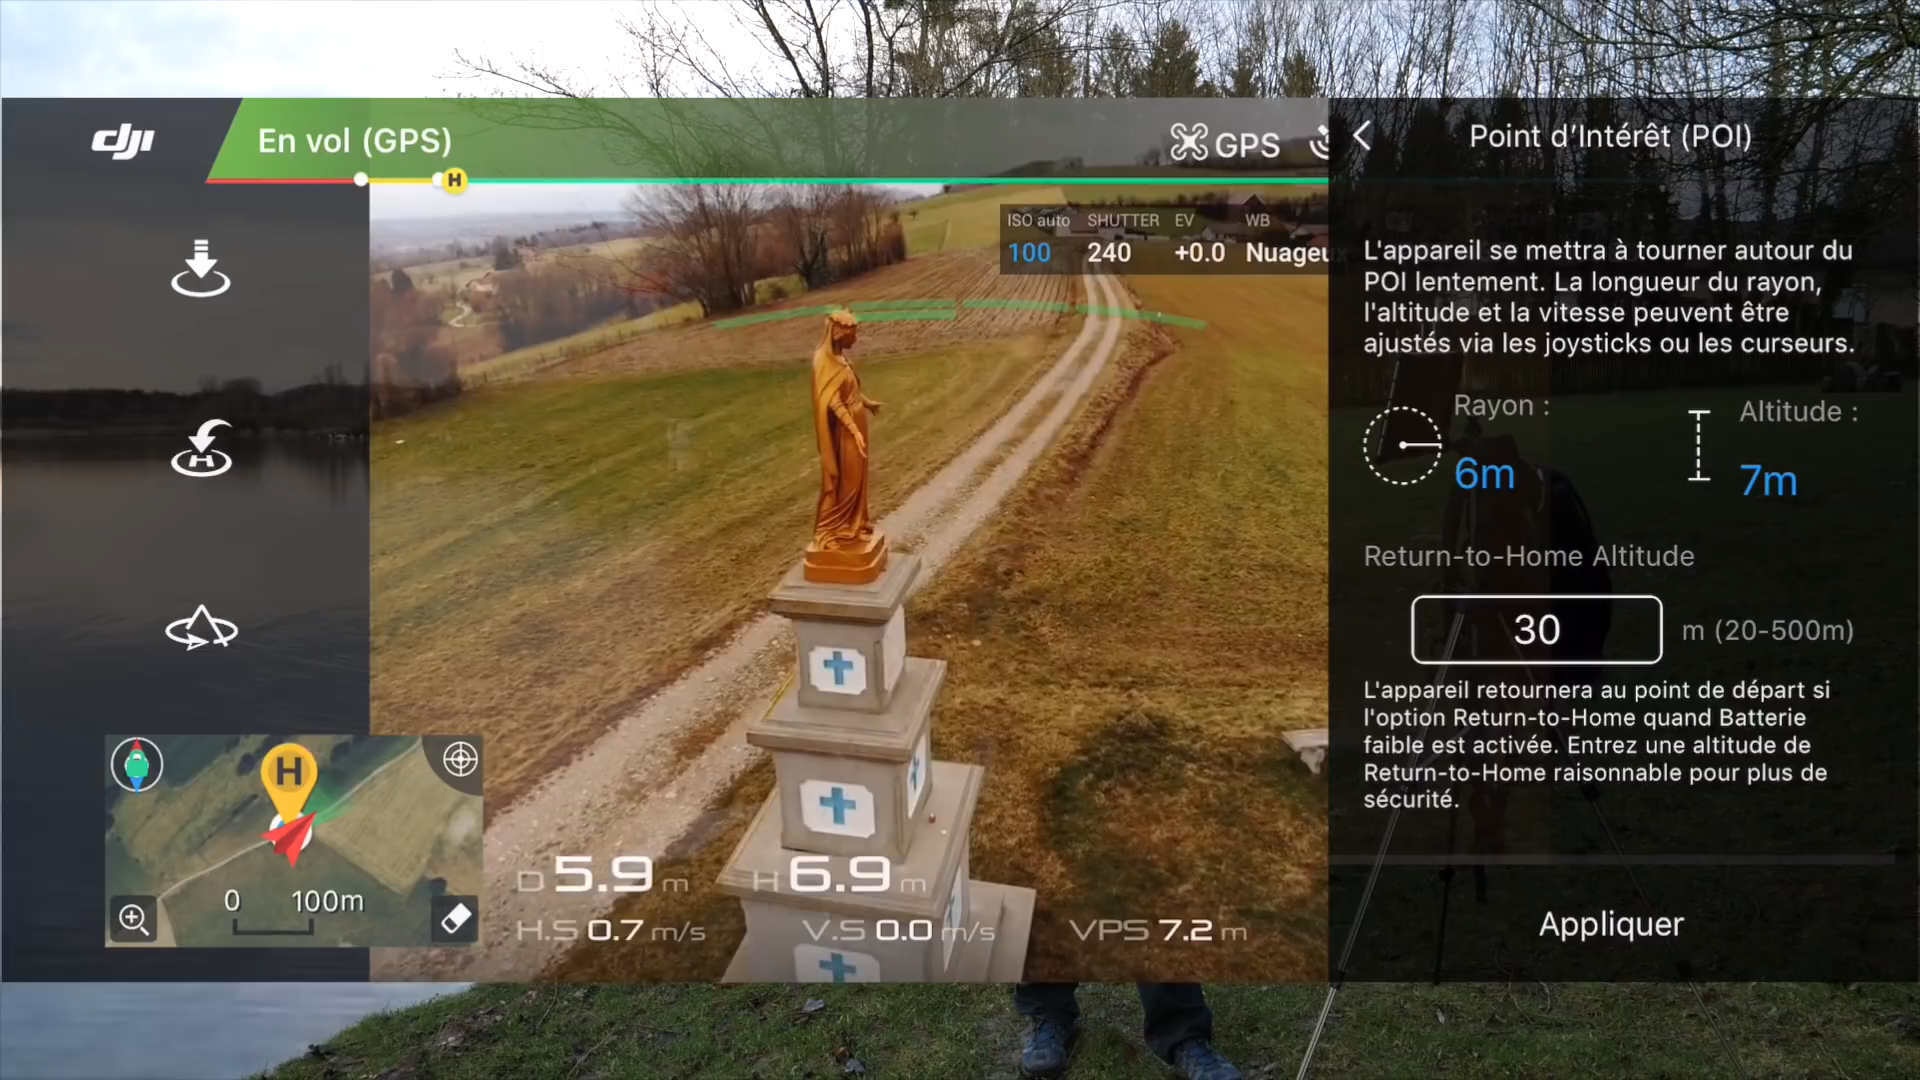 dji
En vol (GPS)
H
GPS
Point d'Intérêt (POI)
ISO auto SHUTTER EV WB
100 240 +0.0 Nuageu
L'appareil se mettra à tourner autour du
POI lentement. La longueur du rayon,
l'altitude et la vitesse peuvent être
ajustés via les joysticks ou les curseurs.
Rayon :
6m
Altitude :
7m
Return-to-Home Altitude
30 m (20-500m)
L'appareil retournera au point de départ si
l'option Return-to-Home quand Batterie
faible est activée. Entrez une altitude de
Return-to-Home raisonnable pour plus de
sécurité.
Appliquer
H
H
0 100m
D 5.9 m H 6.9 m
H.S 0.7 m/s V.S 0.0 m/s VPS 7.2 m